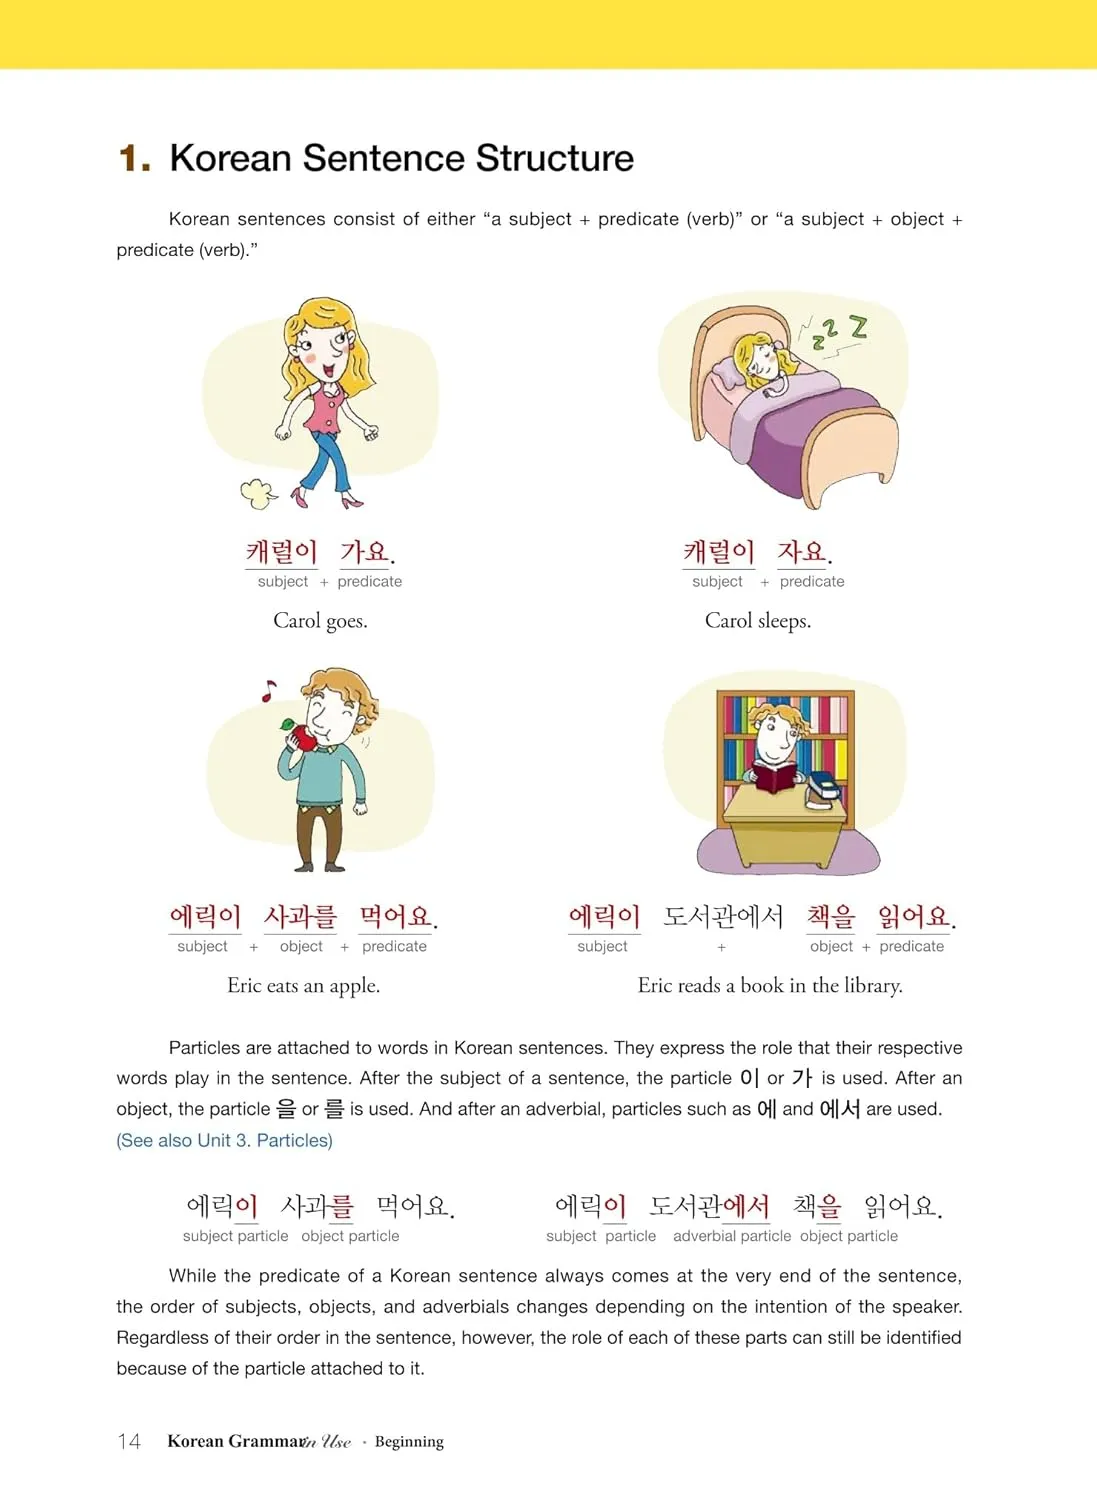 1. Korean Sentence Structure
Korean sentences consist of either “a subject + predicate (verb)” or “a subject + object +
predicate (verb).”
z z Z
캐럴이 가요.
subject + predicate
Carol goes.
캐럴이 자요.
subject + predicate
Carol sleeps.
에릭이 사과를 먹어요.
subject + object + predicate
Eric eats an apple.
에릭이 도서관에서 책을 읽어요.
subject + object + predicate
Eric reads a book in the library.
Particles are attached to words in Korean sentences. They express the role that their respective
words play in the sentence. After the subject of a sentence, the particle 이 or 가 is used. After an
object, the particle 을 or 를 is used. And after an adverbial, particles such as 에 and 에서 are used.
(See also Unit 3. Particles)
에릭이 사과를 먹어요.
subject particle object particle
에릭이 도서관에서 책을 읽어요.
subject particle adverbial particle object particle
While the predicate of a Korean sentence always comes at the very end of the sentence,
the order of subjects, objects, and adverbials changes depending on the intention of the speaker.
Regardless of their order in the sentence, however, the role of each of these parts can still be identified
because of the particle attached to it.
14 Korean Grammar in Use · Beginning